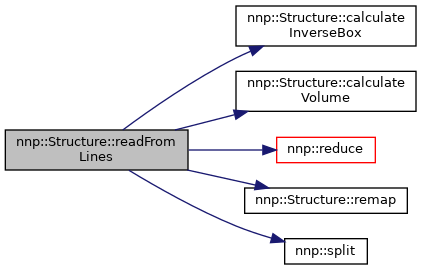 nnp::Structure::calculate
InverseBox
nnp::Structure::calculate
Volume
nnp::Structure::readFrom
Lines
nnp::reduce
nnp::Structure::remap
nnp::split